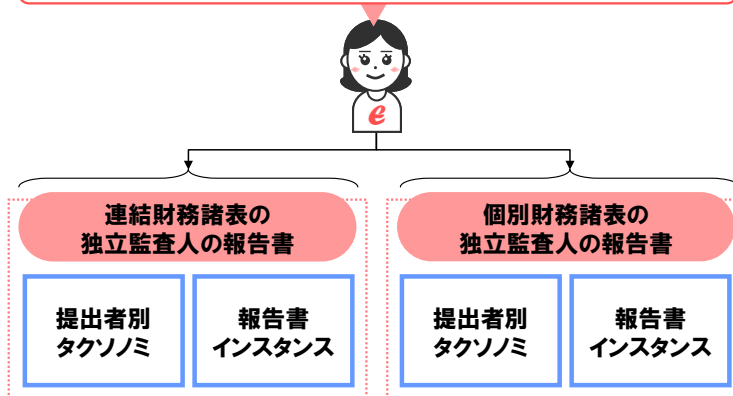 e
連結財務諸表の
独立監査人の報告書
個別財務諸表の
独立監査人の報告書
提出者別
タクソノミ
報告書
インスタンス
提出者別
タクソノミ
報告書
インスタンス